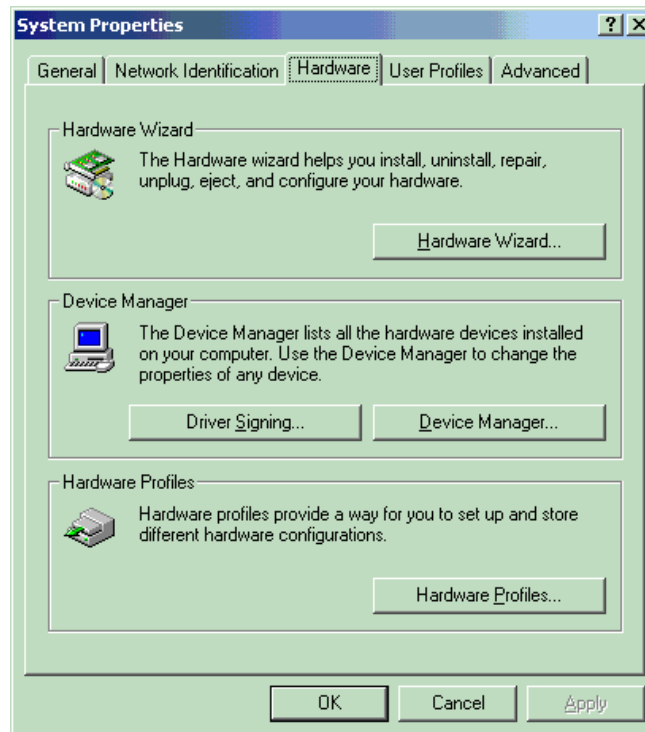 System Properties
General
Network Identification
Hardware
User Profiles
Advanced
Hardware Wizard
The Hardware wizard helps you install, uninstall, repair,
unplug, eject, and configure your hardware.
Hardware Wizard...
Device Manager
The Device Manager lists all the hardware devices installed
on your computer. Use the Device Manager to change the
properties of any device.
Driver Signing...
Device Manager...
Hardware Profiles
Hardware profiles provide a way for you to set up and store
different hardware configurations.
Hardware Profiles...
OK
Cancel
Apply